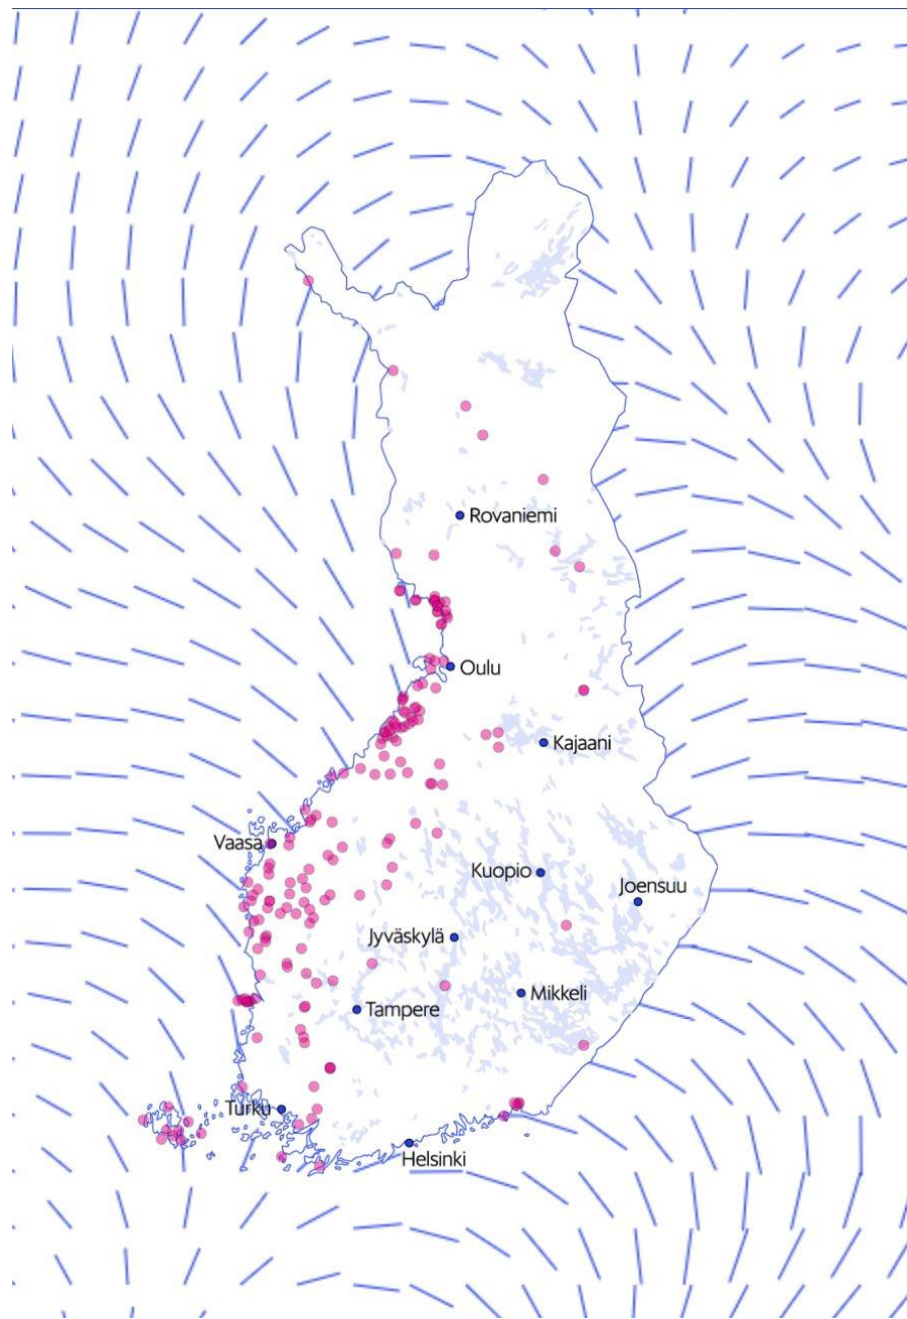 Rovaniemi
Oulu
Kajaani
Vaasa
Kuopio
Joensuu
Jyväskylä
Mikkeli
Tampere
Turku
Helsinki